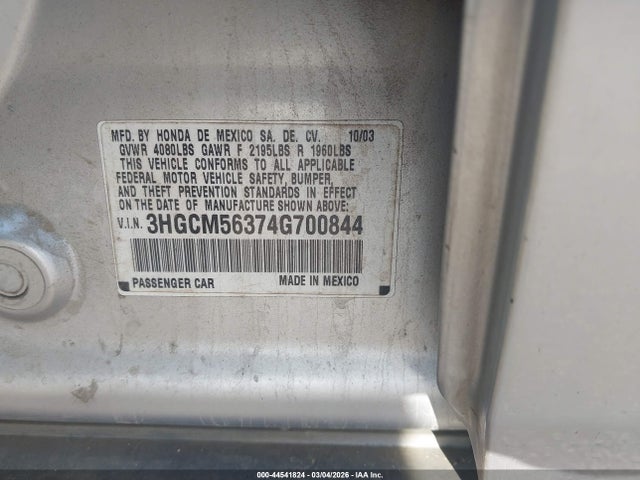 MFD. BY HONDA DE MEXICO SA. DE. CV. 10/03
GVWR 4080LBS GAWR F 2195LBS R 1960LBS
THIS VEHICLE CONFORMS TO ALL APPLICABLE
FEDERAL MOTOR VEHICLE SAFETY, BUMPER,
AND THEFT PREVENTION STANDARDS IN EFFECT
ON THE DATE OF MANUFACTURE SHOWN ABOVE:
V.I.N. 3HGCM56374G700844
PASSENGER CAR MADE IN MEXICO
000-44541824 - 03/04/2026 - IAA Inc.